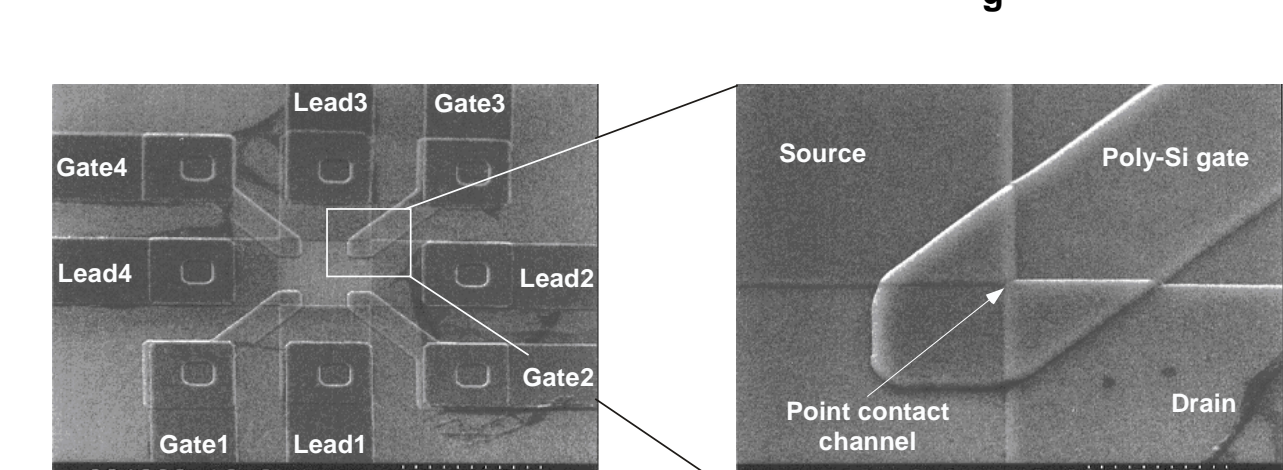 g
Lead3
Gate3
Gate4
Lead4
Lead2
Gate2
Gate1
Lead1
Source
Poly-Si gate
Point contact
channel
Drain